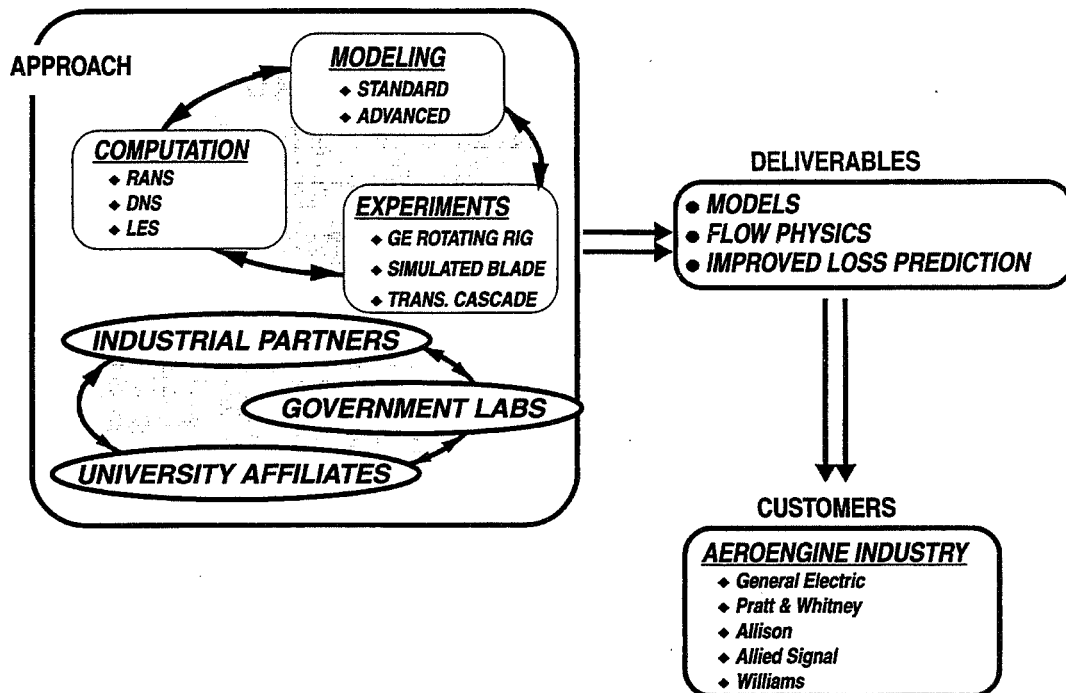 APPROACH
MODELING
◆ STANDARD
◆ ADVANCED
COMPUTATION
◆ RANS
◆ DNS
◆ LES
EXPERIMENTS
◆ GE ROTATING RIG
◆ SIMULATED BLADE
◆ TRANS. CASCADE
INDUSTRIAL PARTNERS
GOVERNMENT LABS
UNIVERSITY AFFILIATES
DELIVERABLES
● MODELS
● FLOW PHYSICS
● IMPROVED LOSS PREDICTION
CUSTOMERS
AEROENGINE INDUSTRY
◆ General Electric
◆ Pratt & Whitney
◆ Allison
◆ Allied Signal
◆ Williams